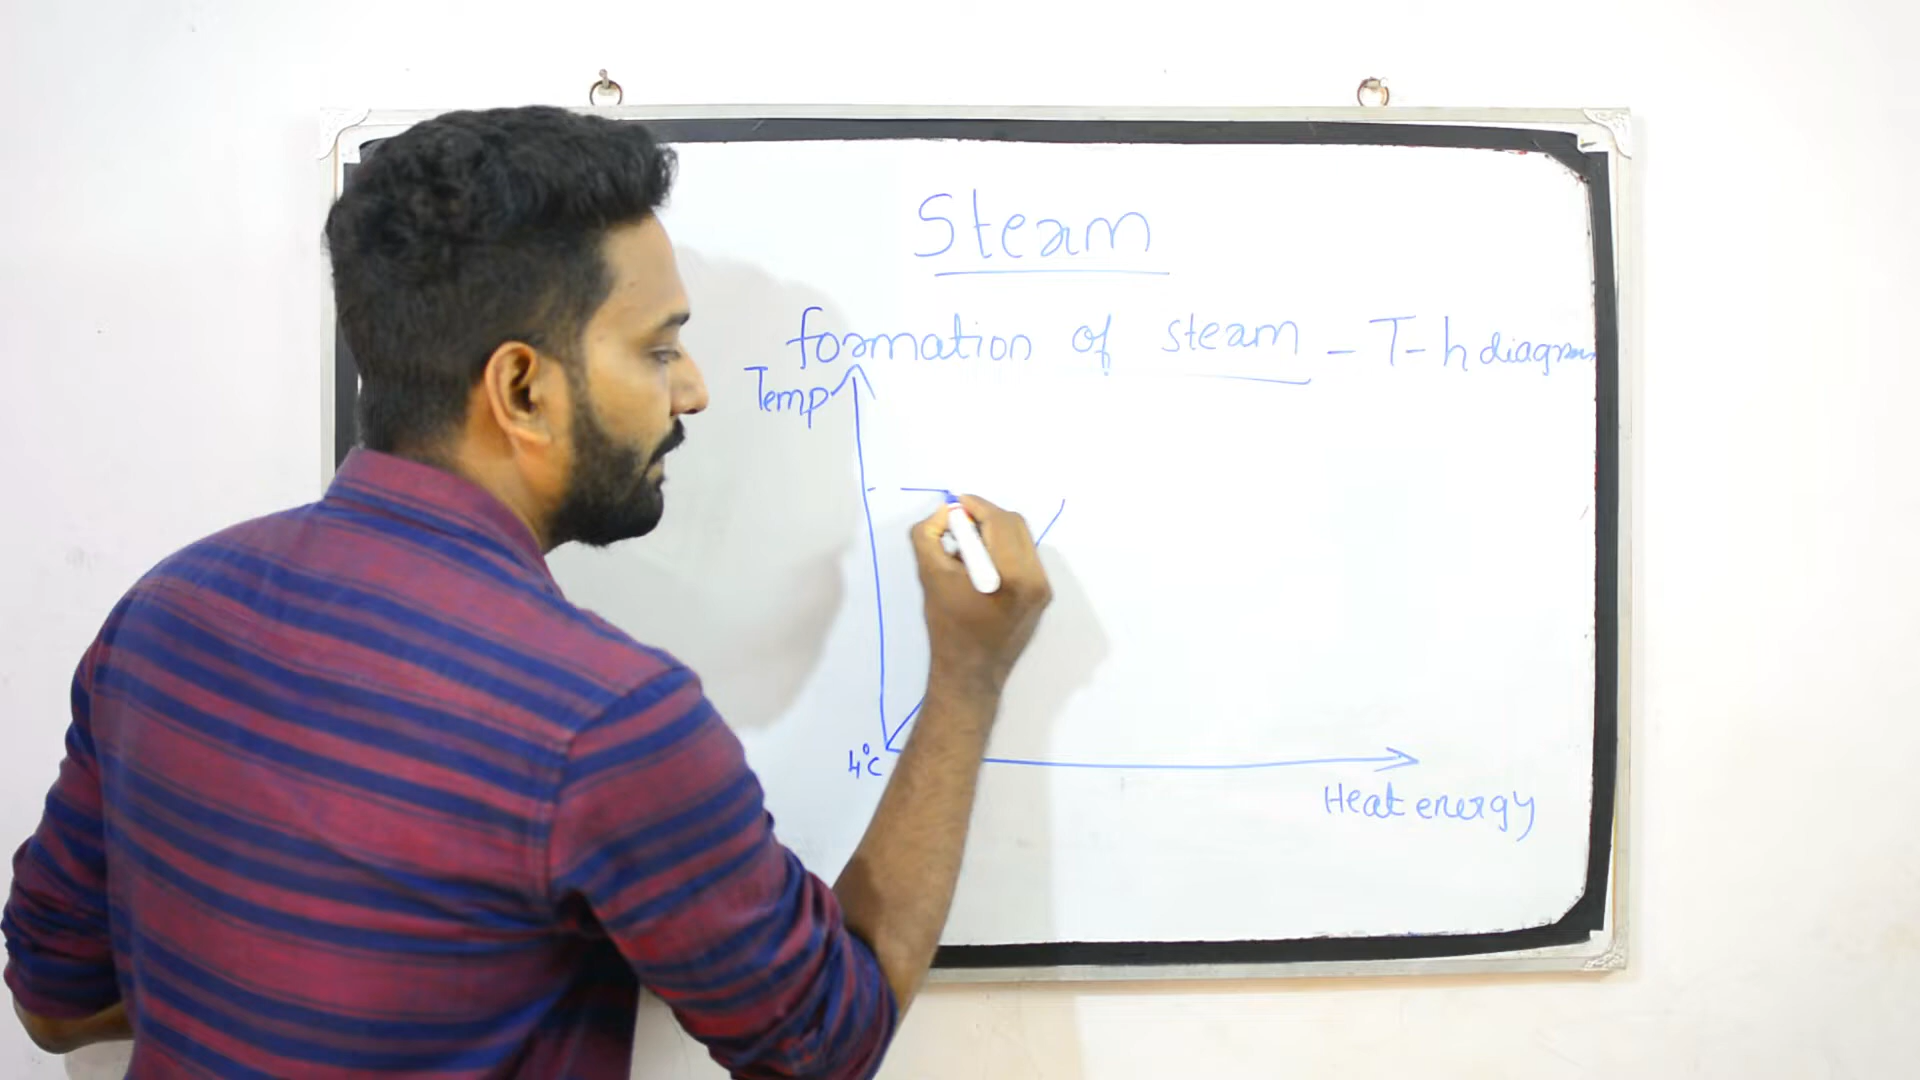 Steam
formation of steam - T-h diagram
Temp
4°C
Heat energy